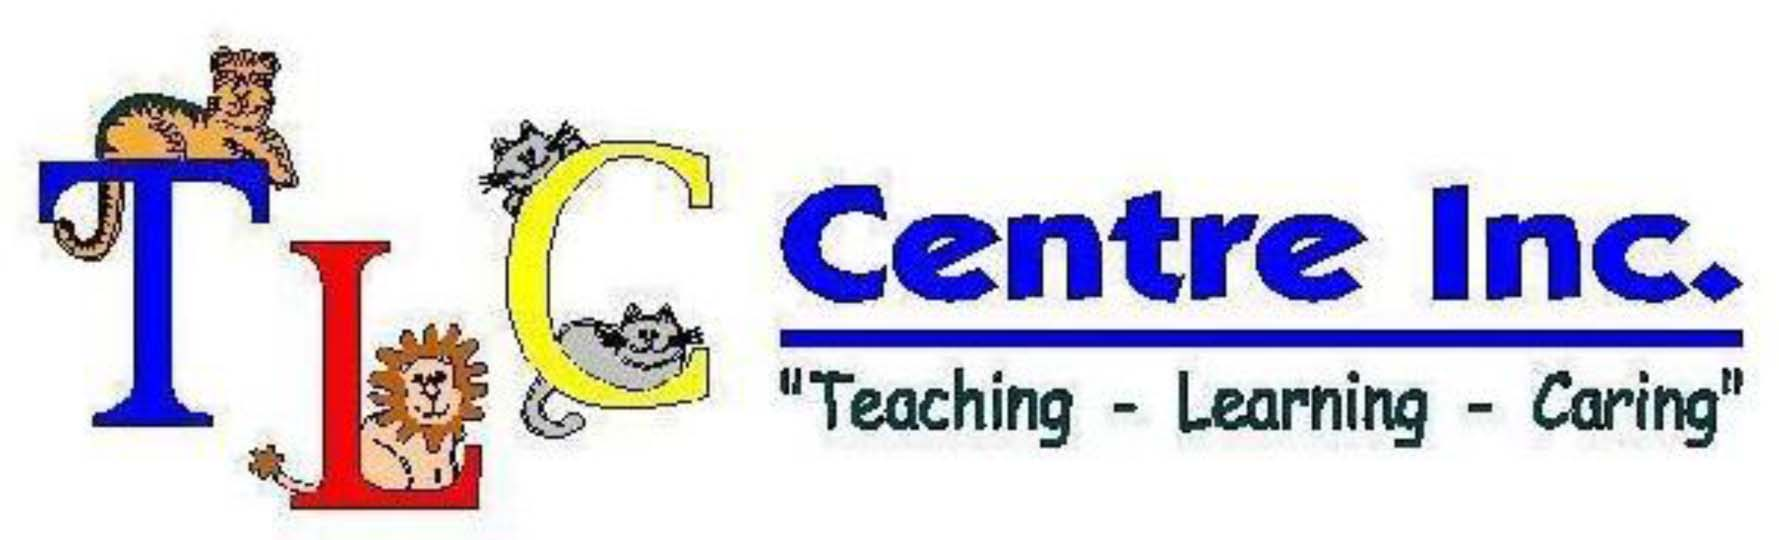 TLC Centre Inc.
"Teaching - Learning - Caring"